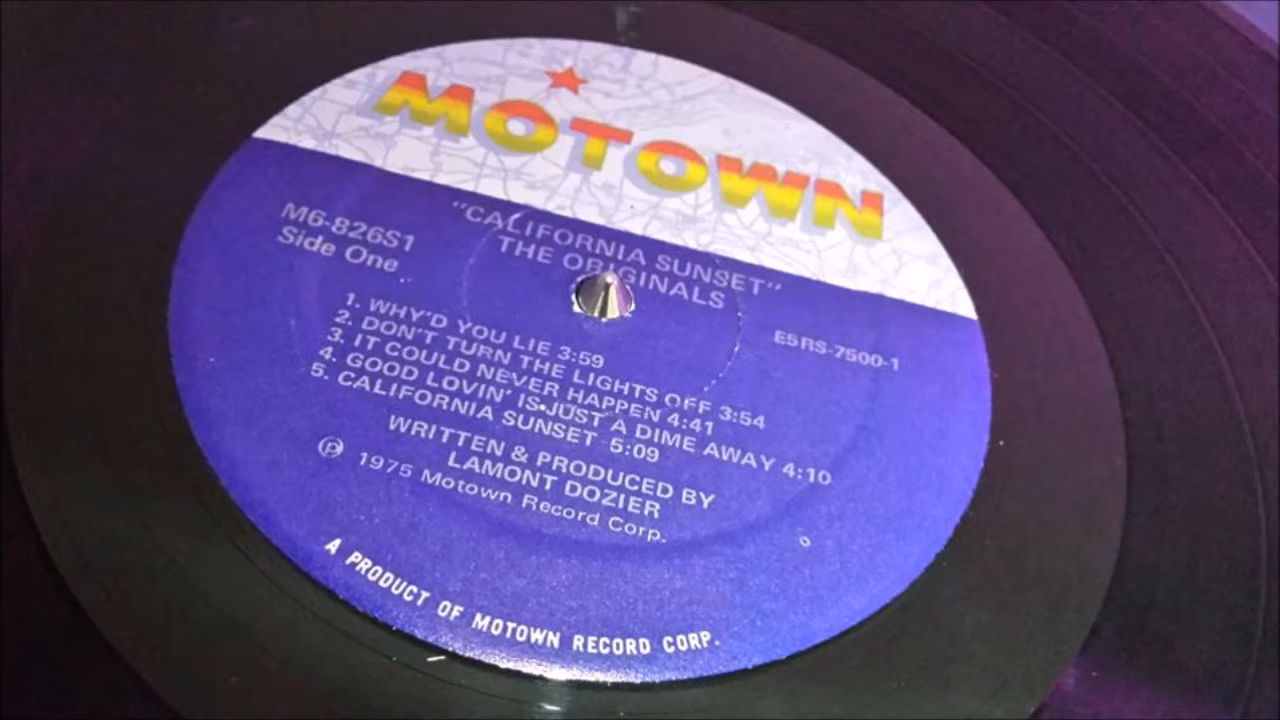 MOTOWN
"CALIFORNIA SUNSET"
THE ORIGINALS
M6-826S1
Side One
E5RS-7500-1
1. WHY'D YOU LIE 3:59
2. DON'T TURN THE LIGHTS OFF 3:54
3. IT COULD NEVER HAPPEN 4:41
4. GOOD LOVIN' IS JUST A DIME AWAY 4:10
5. CALIFORNIA SUNSET 5:09
WRITTEN & PRODUCED BY
LAMONT DOZIER
℗ 1975 Motown Record Corp.
A PRODUCT OF MOTOWN RECORD CORP.